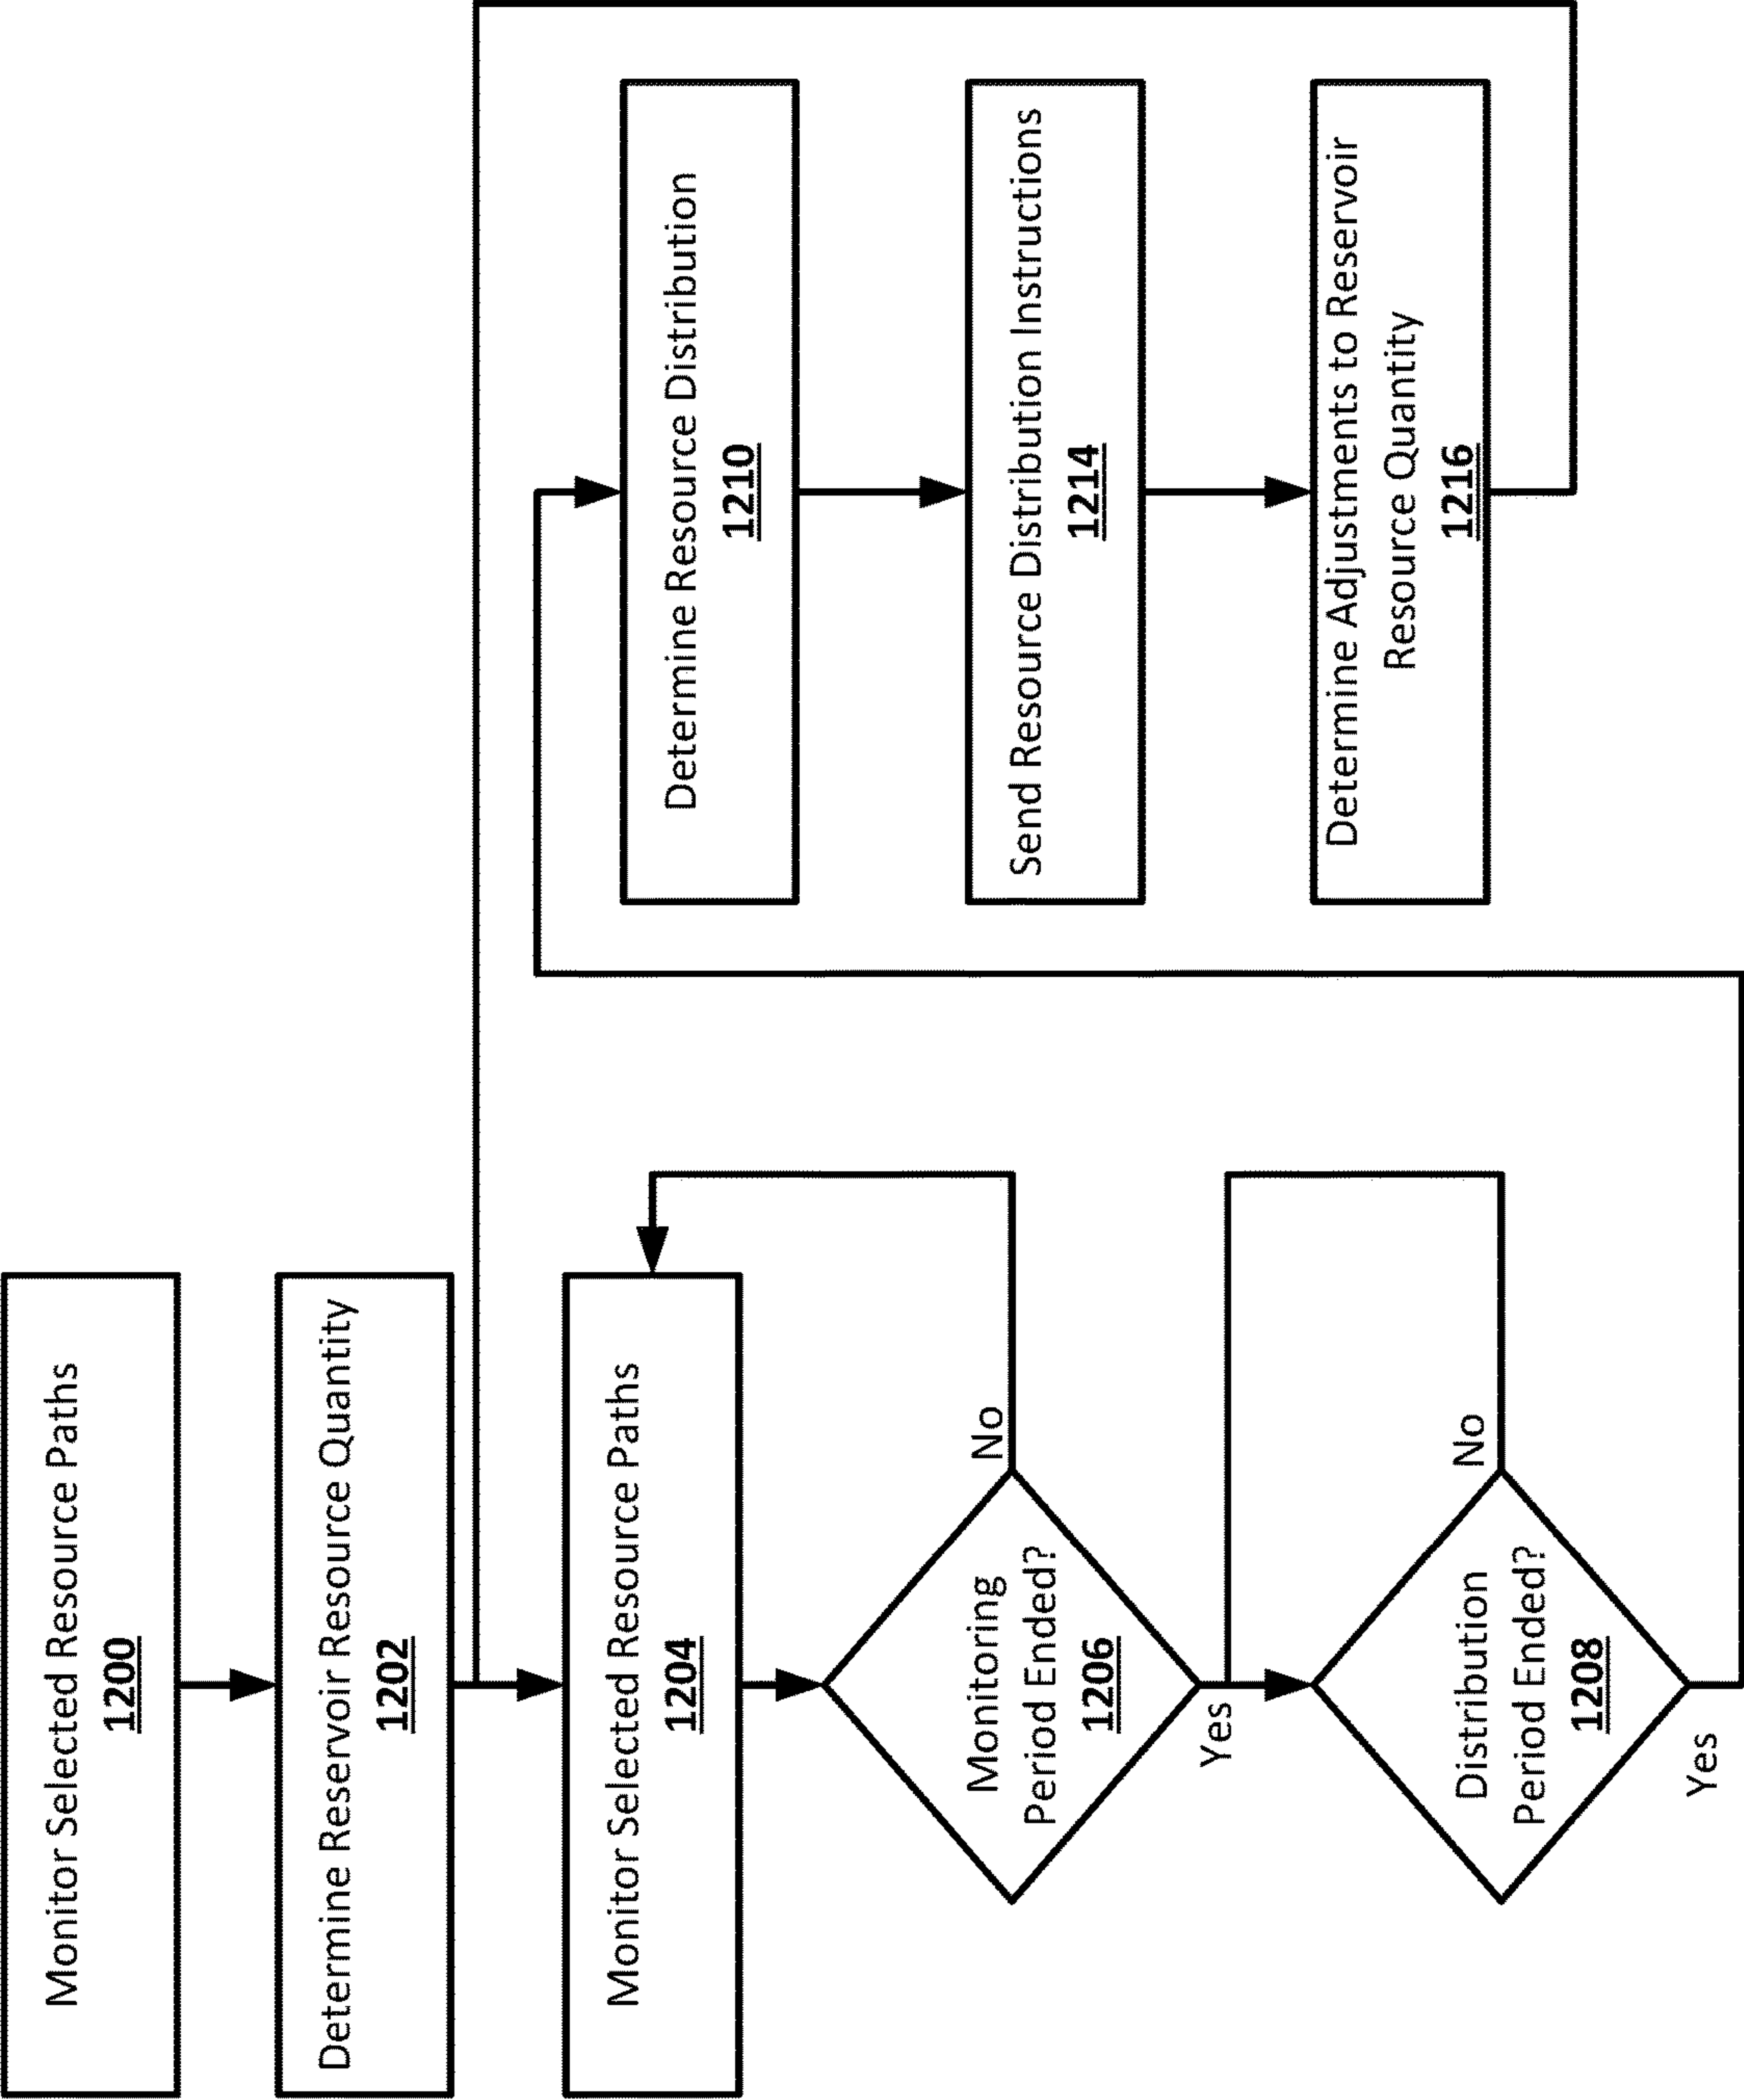 Monitor Selected Resource Paths
1200
Determine Reservoir Resource Quantity
1202
Monitor Selected Resource Paths
1204
Monitoring
Period Ended?
1206
No
Yes
Distribution
Period Ended?
1208
No
Yes
Determine Resource Distribution
1210
Send Resource Distribution Instructions
1214
Determine Adjustments to Reservoir
Resource Quantity
1216